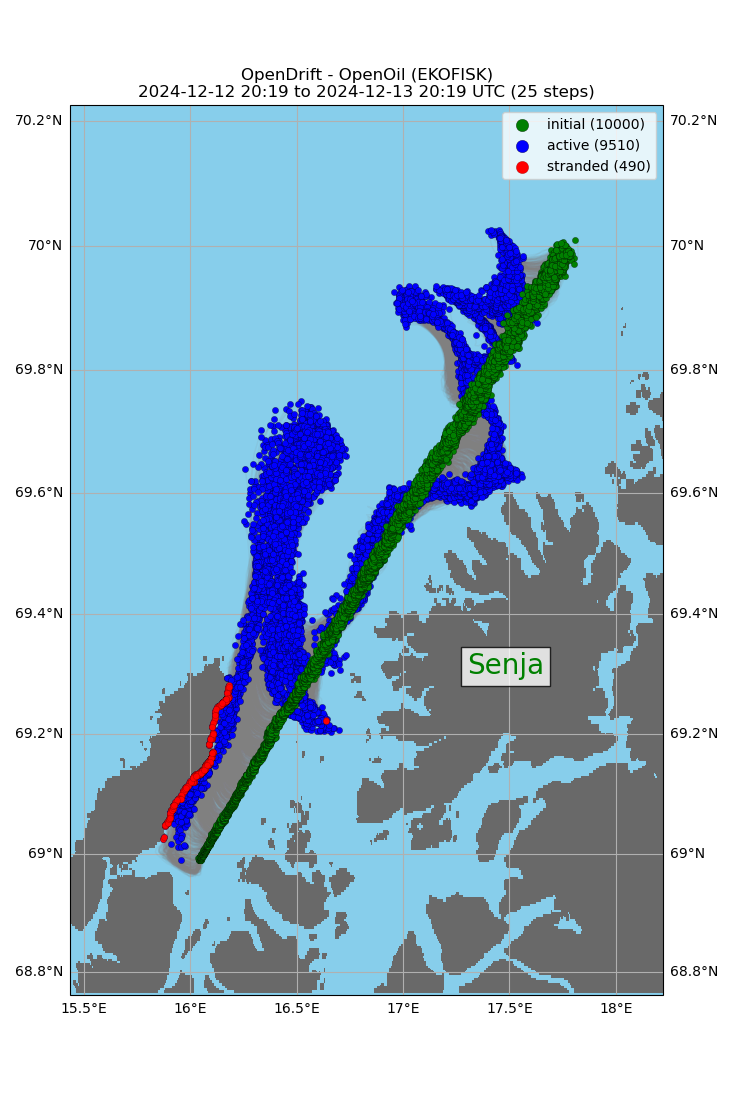 OpenDrift - OpenOil (EKOFISK)
2024-12-12 20:19 to 2024-12-13 20:19 UTC (25 steps)
initial (10000)
active (9510)
stranded (490)
70.2°N 70.2°N
70°N 70°N
69.8°N 69.8°N
69.6°N 69.6°N
69.4°N 69.4°N
Senja
69.2°N 69.2°N
69°N 69°N
68.8°N 68.8°N
15.5°E 16°E 16.5°E 17°E 17.5°E 18°E